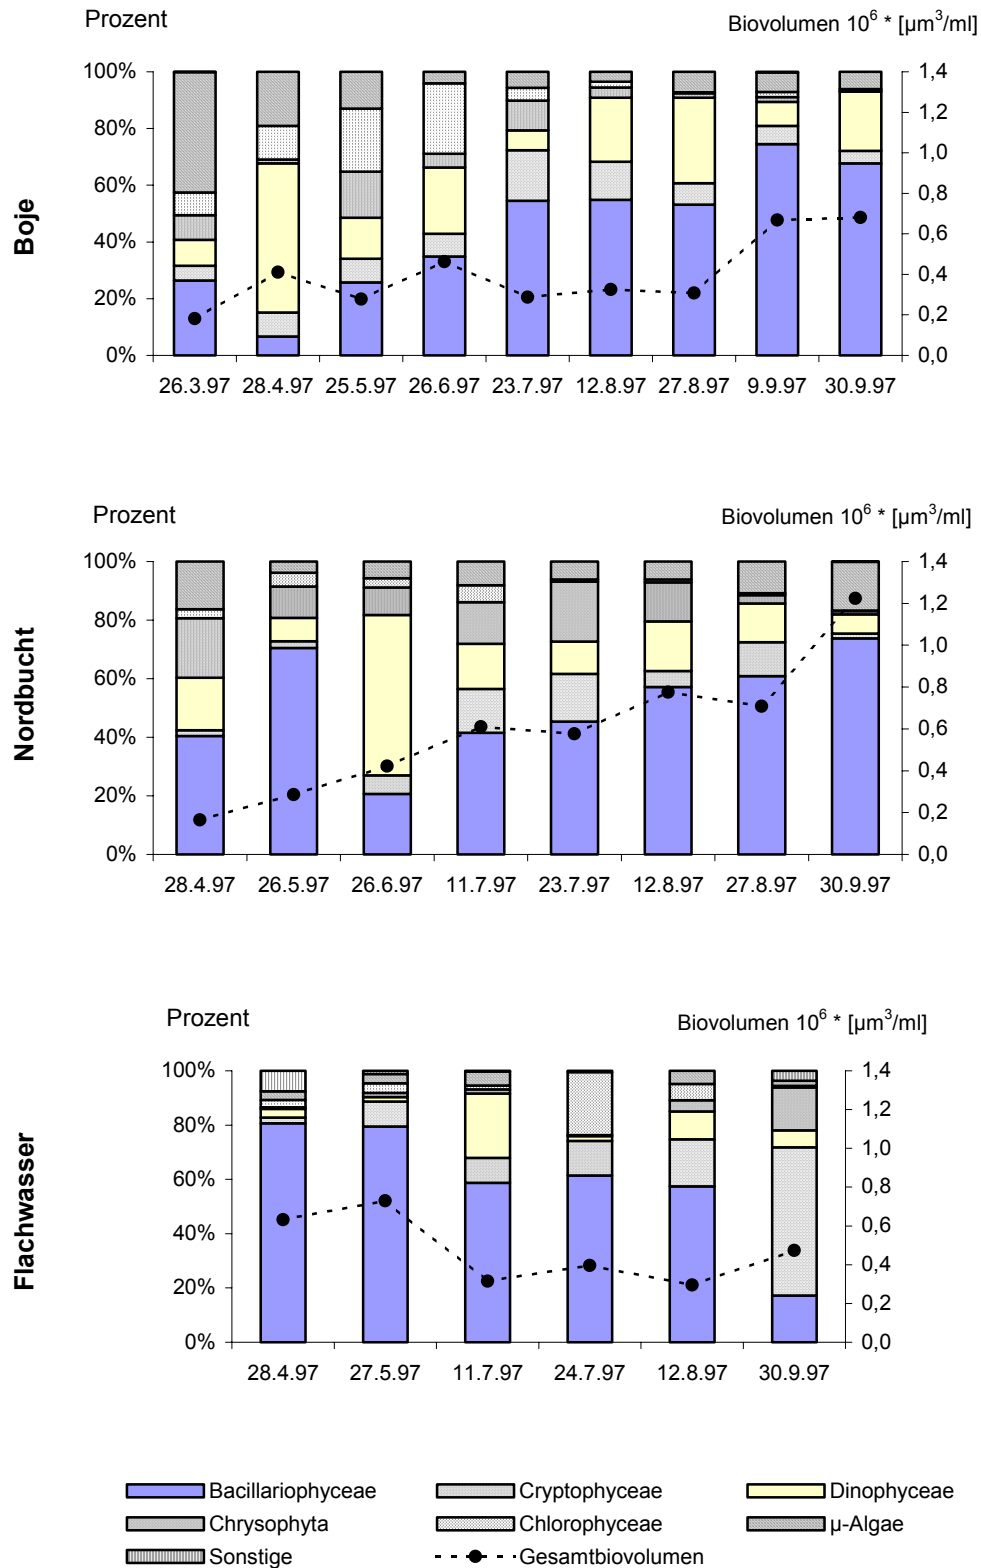 Prozent Biovolumen 10⁶ * [µm³/ml]
100% 1,4
80% 1,2
60% 1,0
40% 0,8
20% 0,6
0% 0,4
0,2
0,0
Boje
26.3.97 28.4.97 25.5.97 26.6.97 23.7.97 12.8.97 27.8.97 9.9.97 30.9.97
Prozent Biovolumen 10⁶ * [µm³/ml]
100% 1,4
80% 1,2
60% 1,0
40% 0,8
20% 0,6
0% 0,4
0,2
0,0
Nordbucht
28.4.97 26.5.97 26.6.97 11.7.97 23.7.97 12.8.97 27.8.97 30.9.97
Prozent Biovolumen 10⁶ * [µm³/ml]
100% 1,4
80% 1,2
60% 1,0
40% 0,8
20% 0,6
0% 0,4
0,2
0,0
Flachwasser
28.4.97 27.5.97 11.7.97 24.7.97 12.8.97 30.9.97
Bacillariophyceae Cryptophyceae Dinophyceae
Chrysophyta Chlorophyceae µ-Algae
Sonstige Gesamtbiovolumen